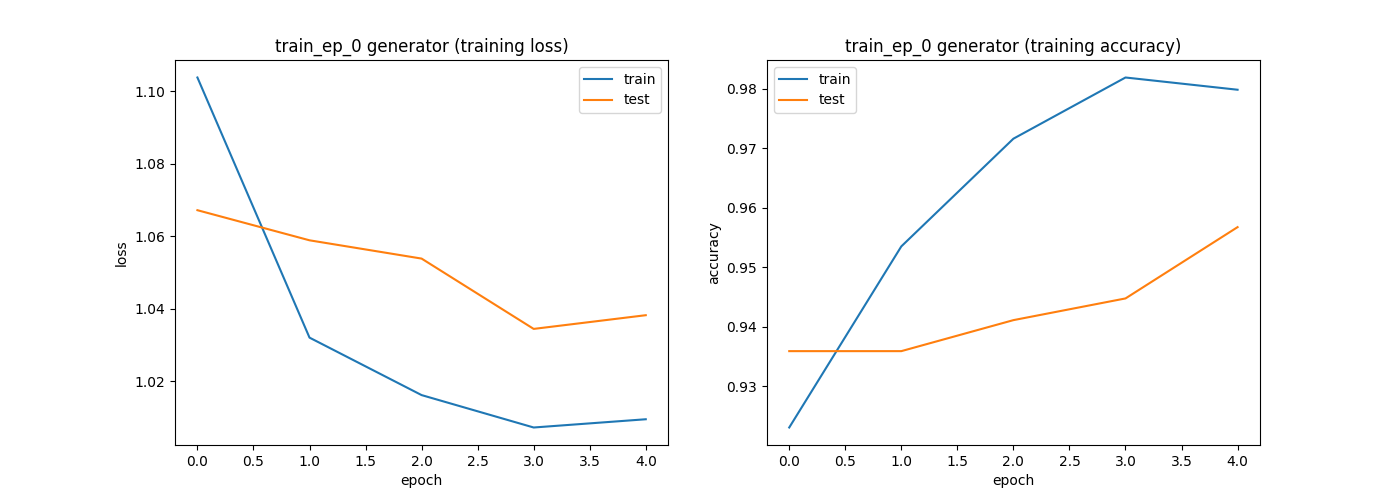 train_ep_0 generator (training loss)
train
test
1.10
1.08
1.06
1.04
1.02
loss
0.0 0.5 1.0 1.5 2.0 2.5 3.0 3.5 4.0
epoch
train_ep_0 generator (training accuracy)
train
test
0.98
0.97
0.96
0.95
0.94
0.93
accuracy
0.0 0.5 1.0 1.5 2.0 2.5 3.0 3.5 4.0
epoch